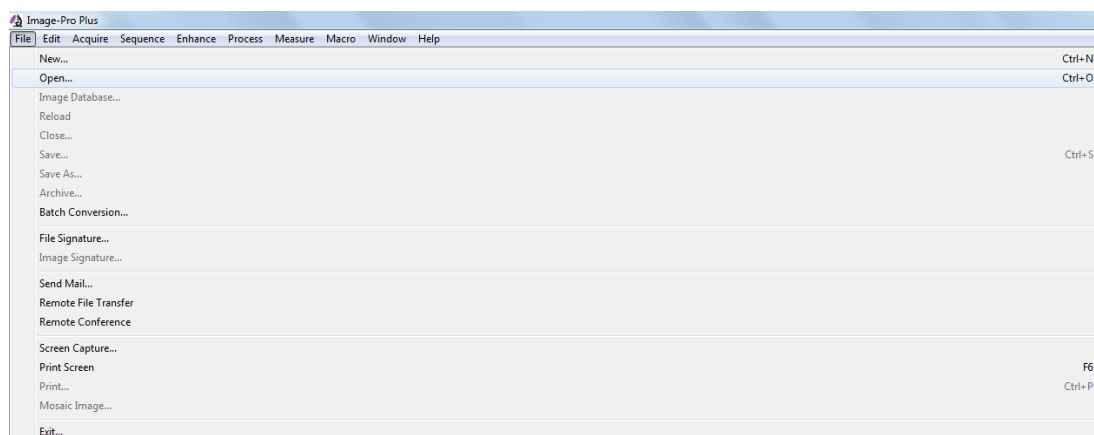 Image-Pro Plus
File Edit Acquire Sequence Enhance Process Measure Macro Window Help
New... Ctrl+N
Open... Ctrl+O
Image Database...
Reload
Close...
Save... Ctrl+S
Save As...
Archive...
Batch Conversion...
File Signature...
Image Signature...
Send Mail...
Remote File Transfer
Remote Conference
Screen Capture...
Print Screen F6
Print... Ctrl+P
Mosaic Image...
Exit...